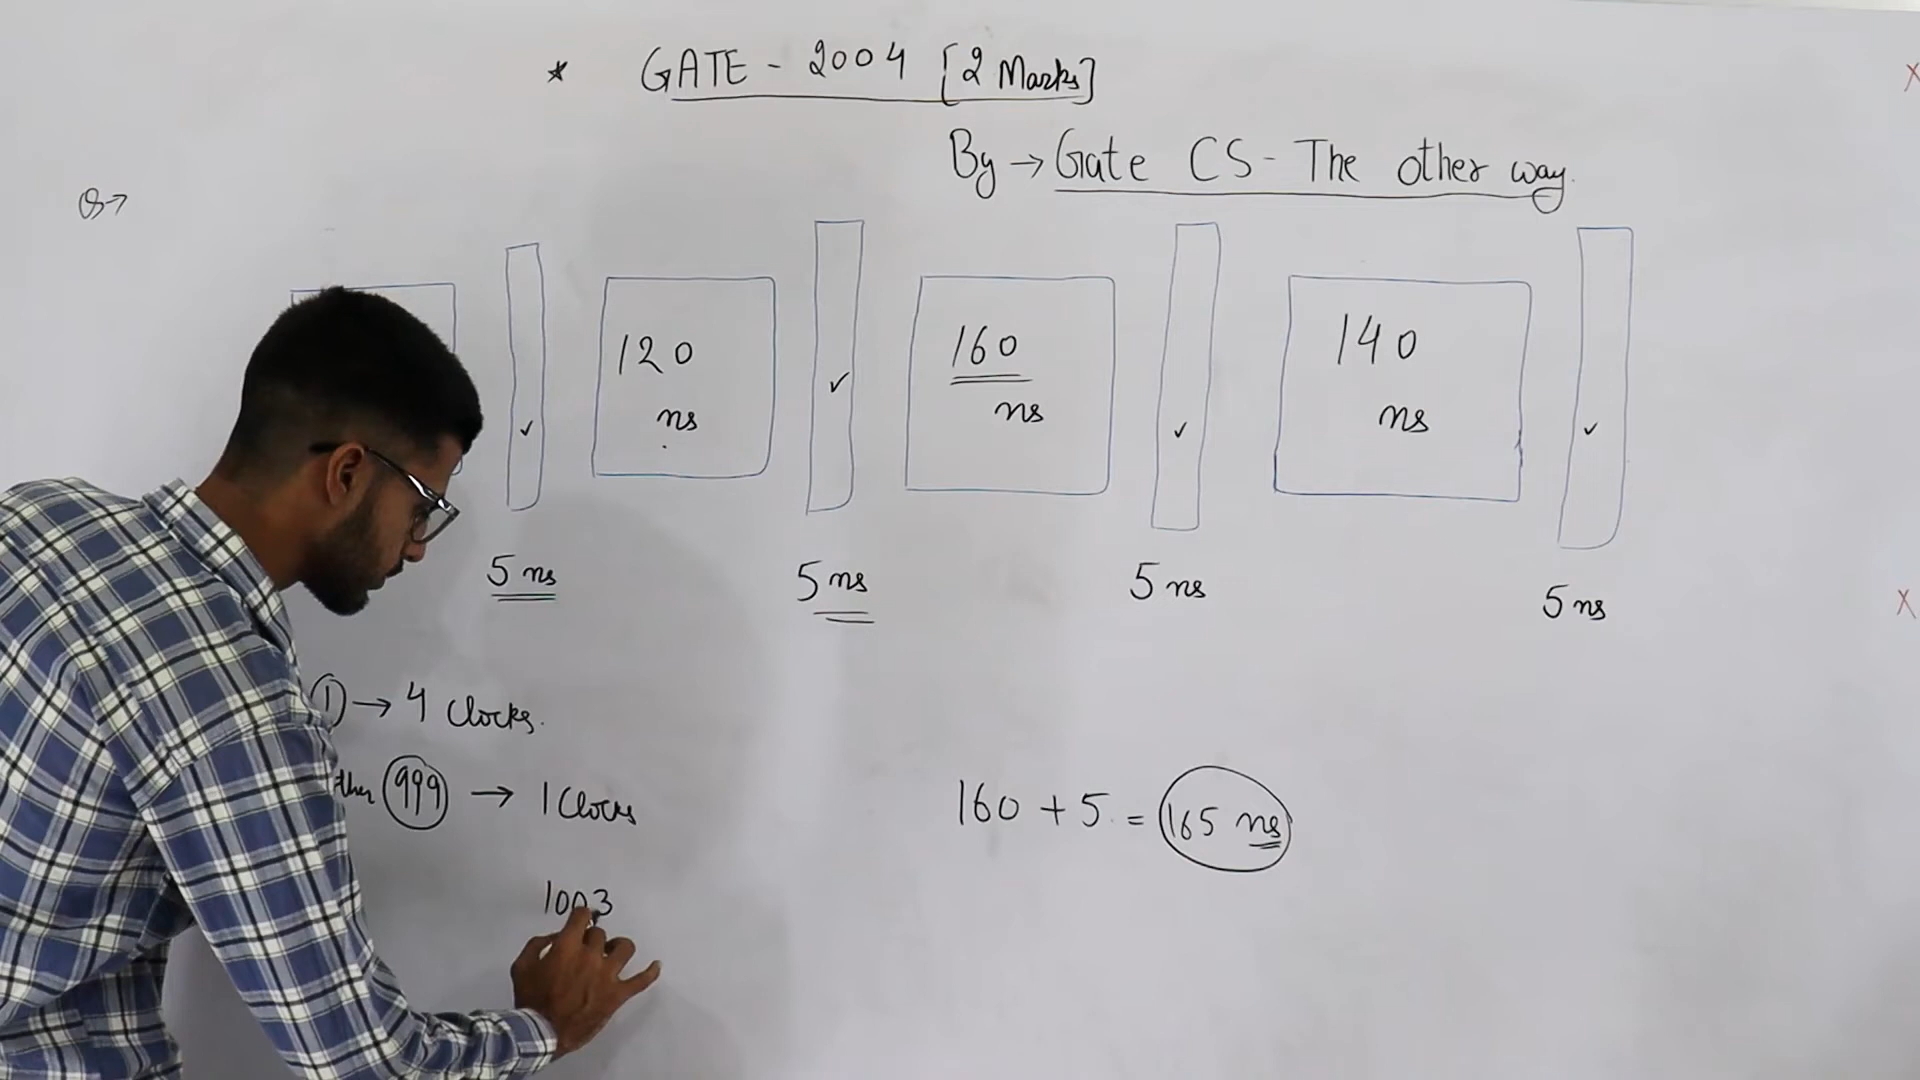 * GATE - 2004 [2 Marks]
By → Gate CS - The other way.
Q →
120 ns
160 ns
140 ns
5 ns
5 ns
5 ns
5 ns
① → 4 Clocks.
999 → 1 Clocks
160 + 5 = 165 ns
1003